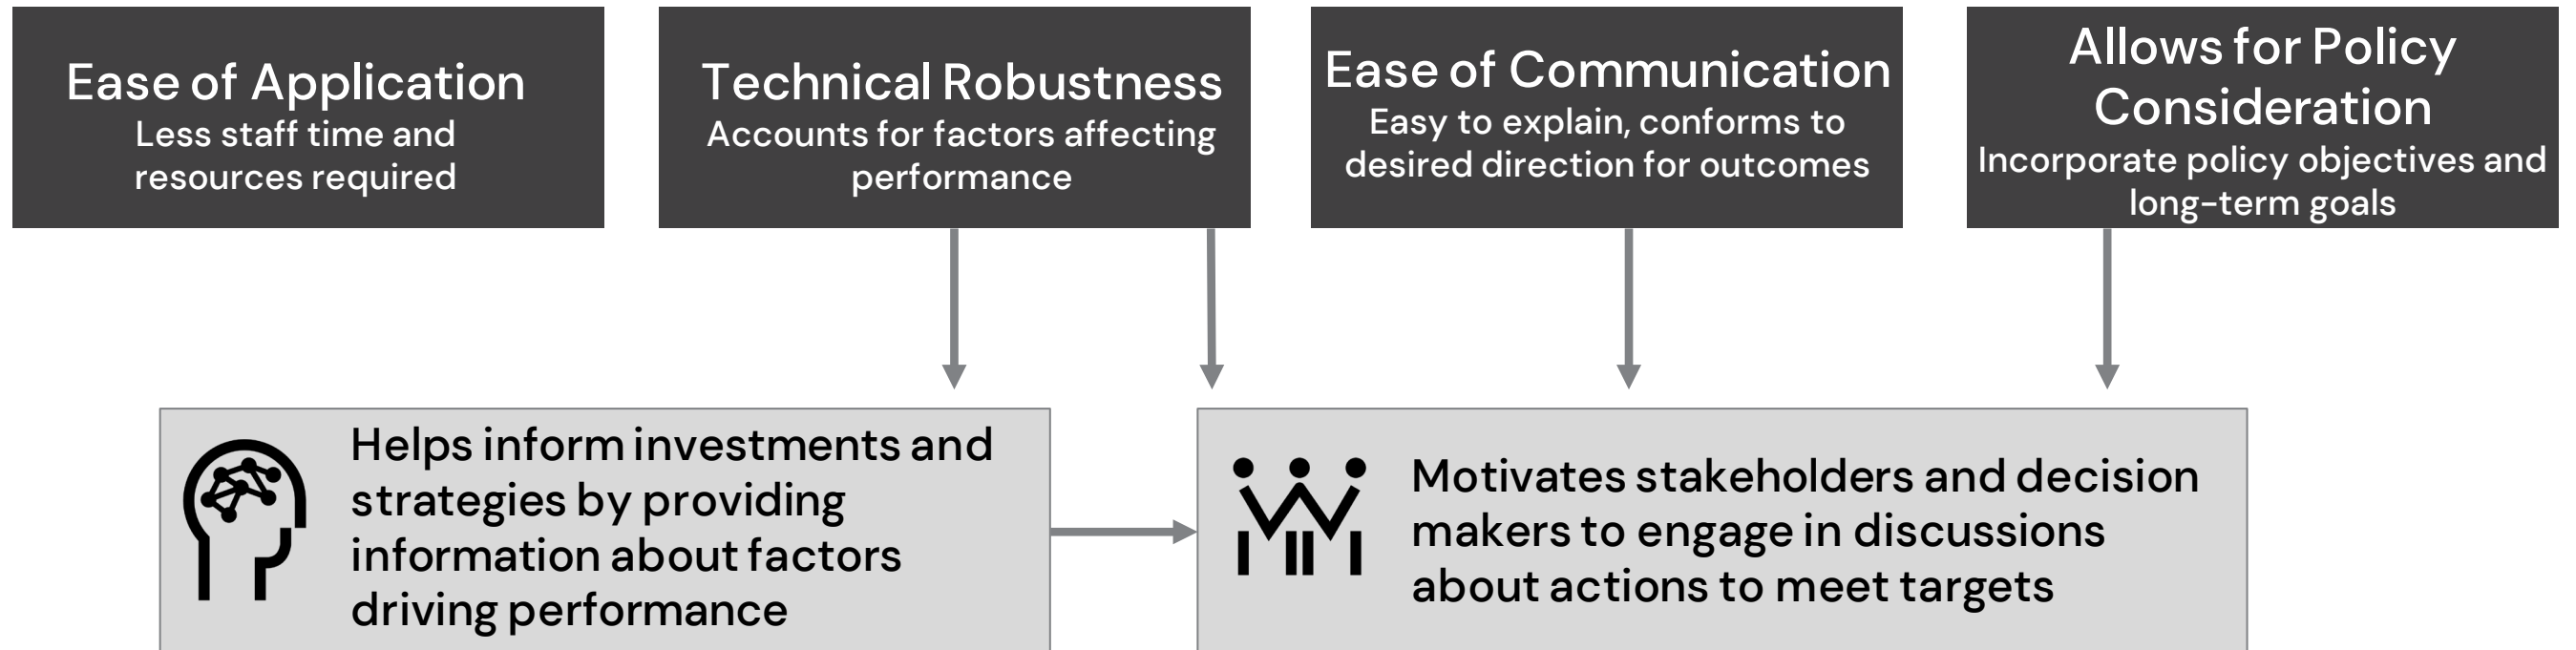 Ease of Application
Less staff time and
resources required
Technical Robustness
Accounts for factors affecting
performance
Ease of Communication
Easy to explain, conforms to
desired direction for outcomes
Allows for Policy
Consideration
Incorporate policy objectives and
long-term goals
Helps inform investments and
strategies by providing
information about factors
driving performance
Motivates stakeholders and decision
makers to engage in discussions
about actions to meet targets